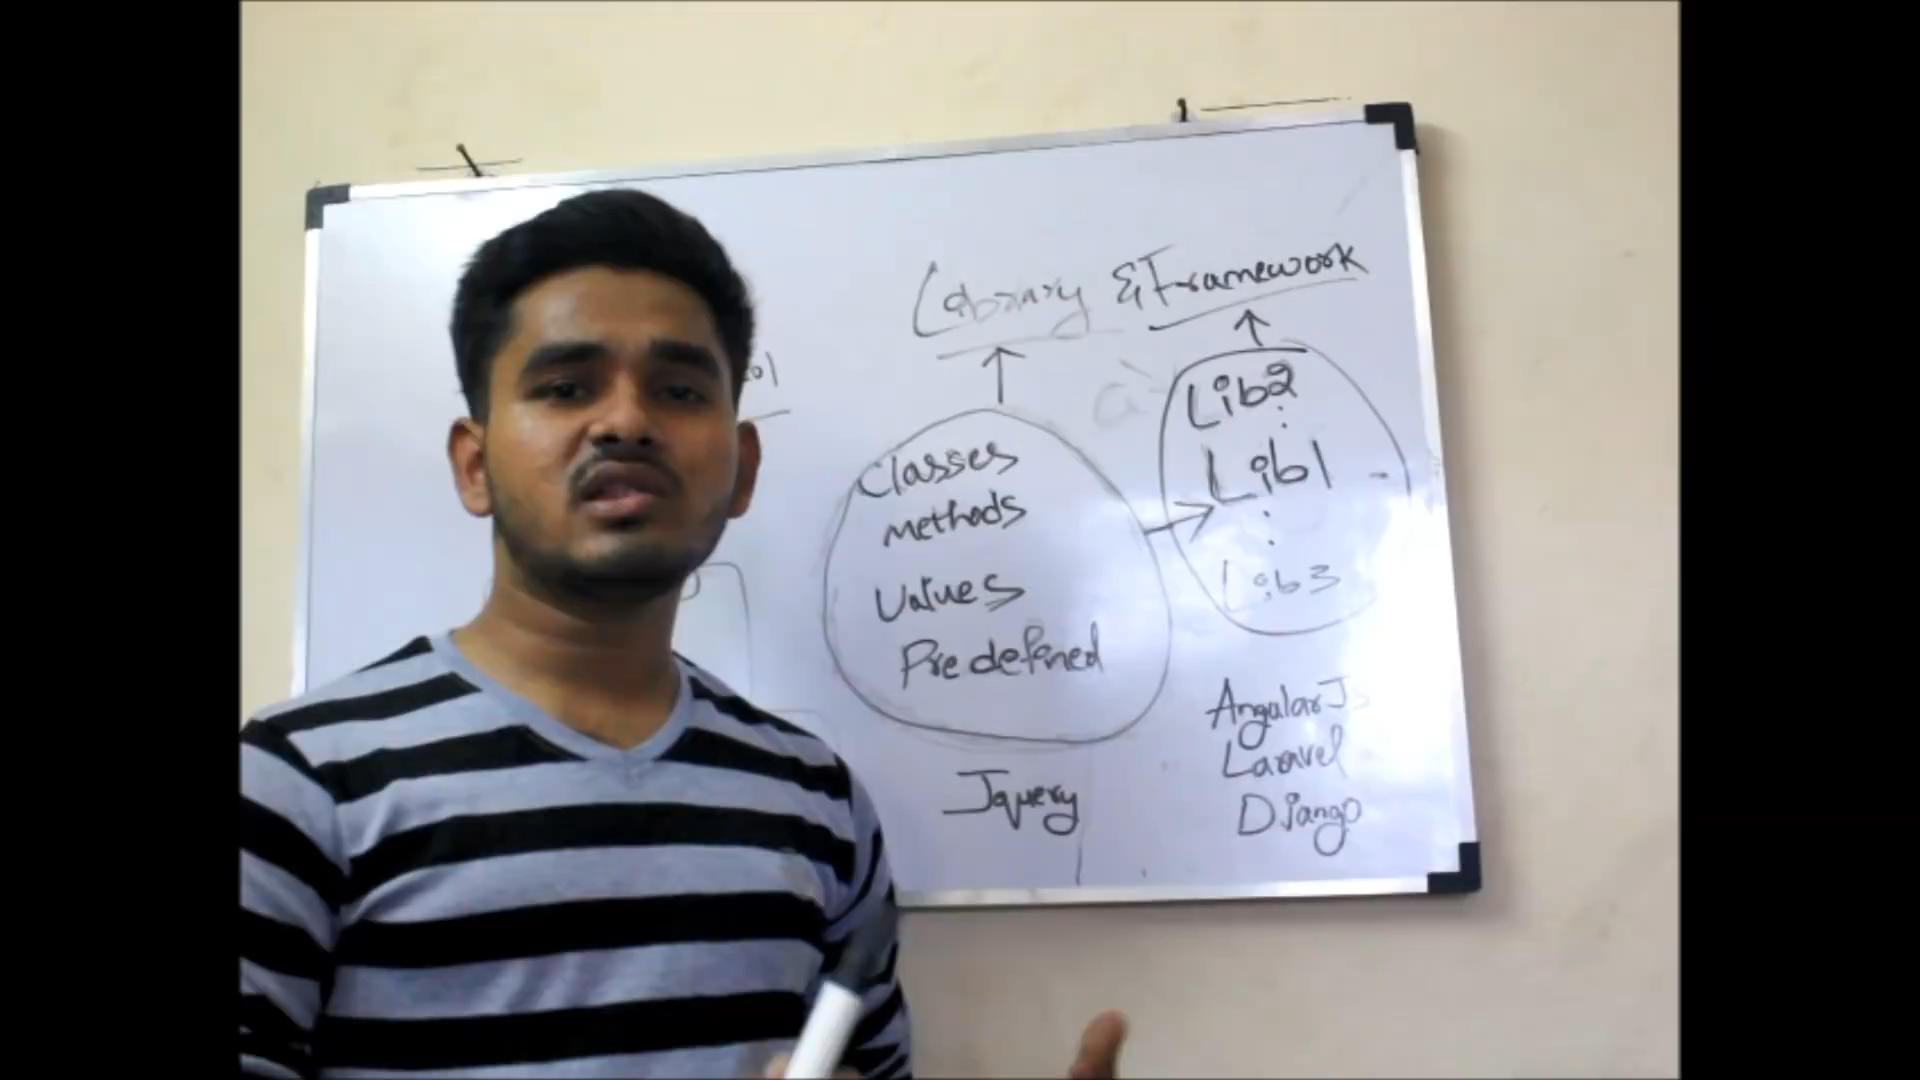 Library & Framework
Classes
methods
Values
Predefined
Jquery
Lib2
Lib1
Lib3
AngularJs
Laravel
Django